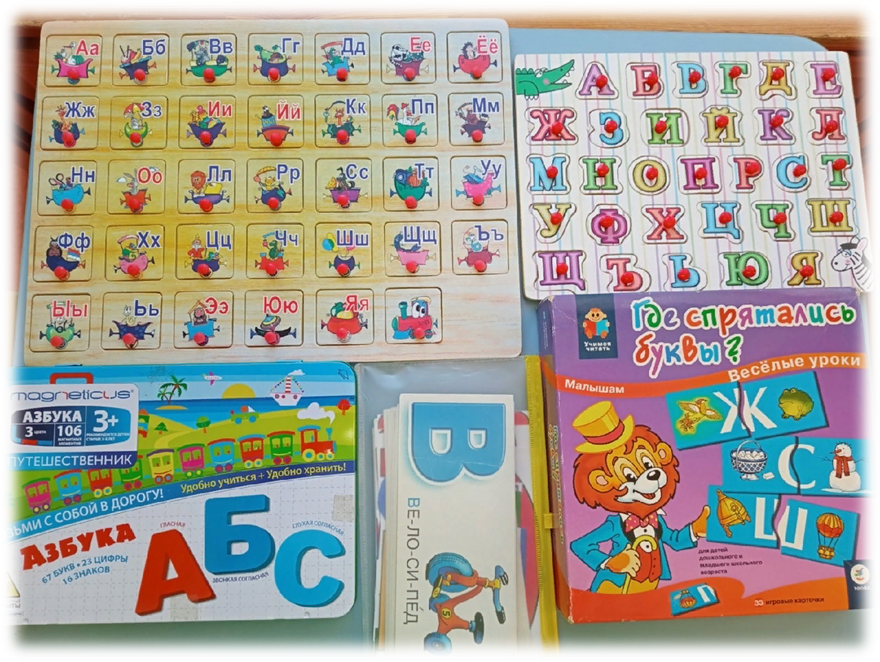 Аа Бб Вв Гг Дд Ее Ёё
Жж Зз Ии Йй Кк Пп Мм
Нн Оо Лл Рр Сс Тт Уу
Фф Хх Цц Чч Шш Щщ Ъъ
Ыы Ьь Ээ Юю Яя
А Б В Г Д Е
Ж З И Й К Л
М Н О П Р С Т
У Ф Х Ц Ч Ш
Щ Ъ Ь Э Ю Я
magneticus
АЗБУКА
3 цвета
106
3+
ПУТЕШЕСТВЕННИК
Удобно учиться + Удобно хранить!
С СОБОЙ В ДОРОГУ!
АЗБУКА
67 БУКВ • 23 ЦИФРЫ
16 ЗНАКОВ
ГЛАСНАЯ
ЗВОНКАЯ СОГЛАСНАЯ
ГЛУХАЯ СОГЛАСНАЯ
А Б С
В
ВЕ-ЛО-СИ-ПЕД
5
Учимся
читать
Где спрятались
буквы?
Малышам
Весёлые уроки
Ж
С
Ш
для детей
дошкольного и
младшего школьного
возраста
П
33 игровые карточки